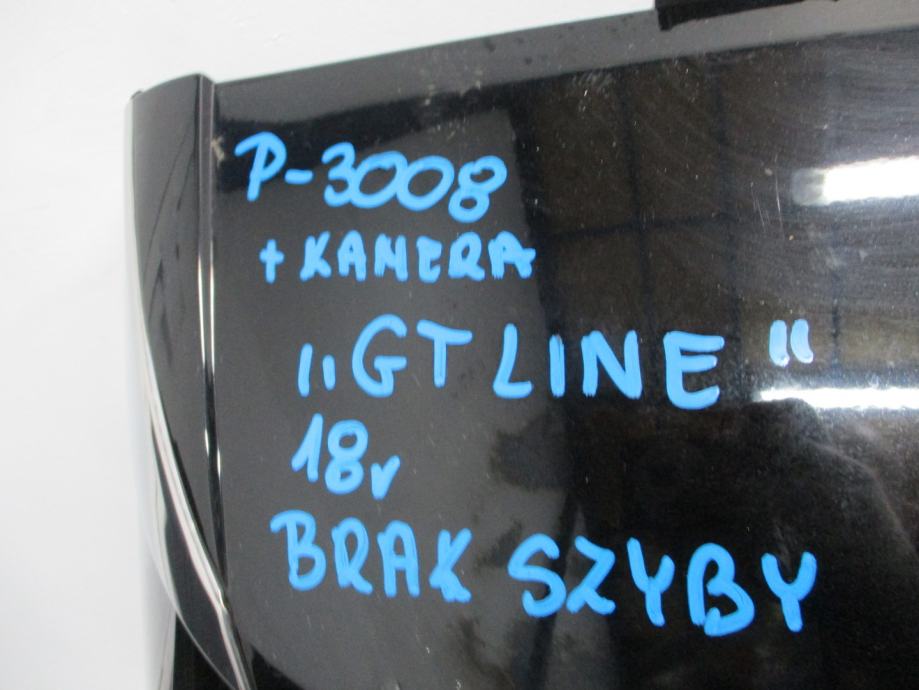 P-3008
+ KAMERA
„GT LINE"
18r
BRAK SZYBY